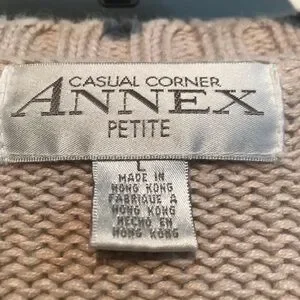 CASUAL CORNER
ANNEX
PETITE
L
MADE IN
HONG KONG
FABRIQUE A
HONG KONG
HECHO EN
HONG KONG